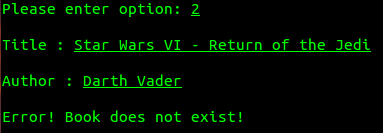 Please enter option: 2
Title : Star Wars VI - Return of the Jedi
Author : Darth Vader
Error! Book does not exist!